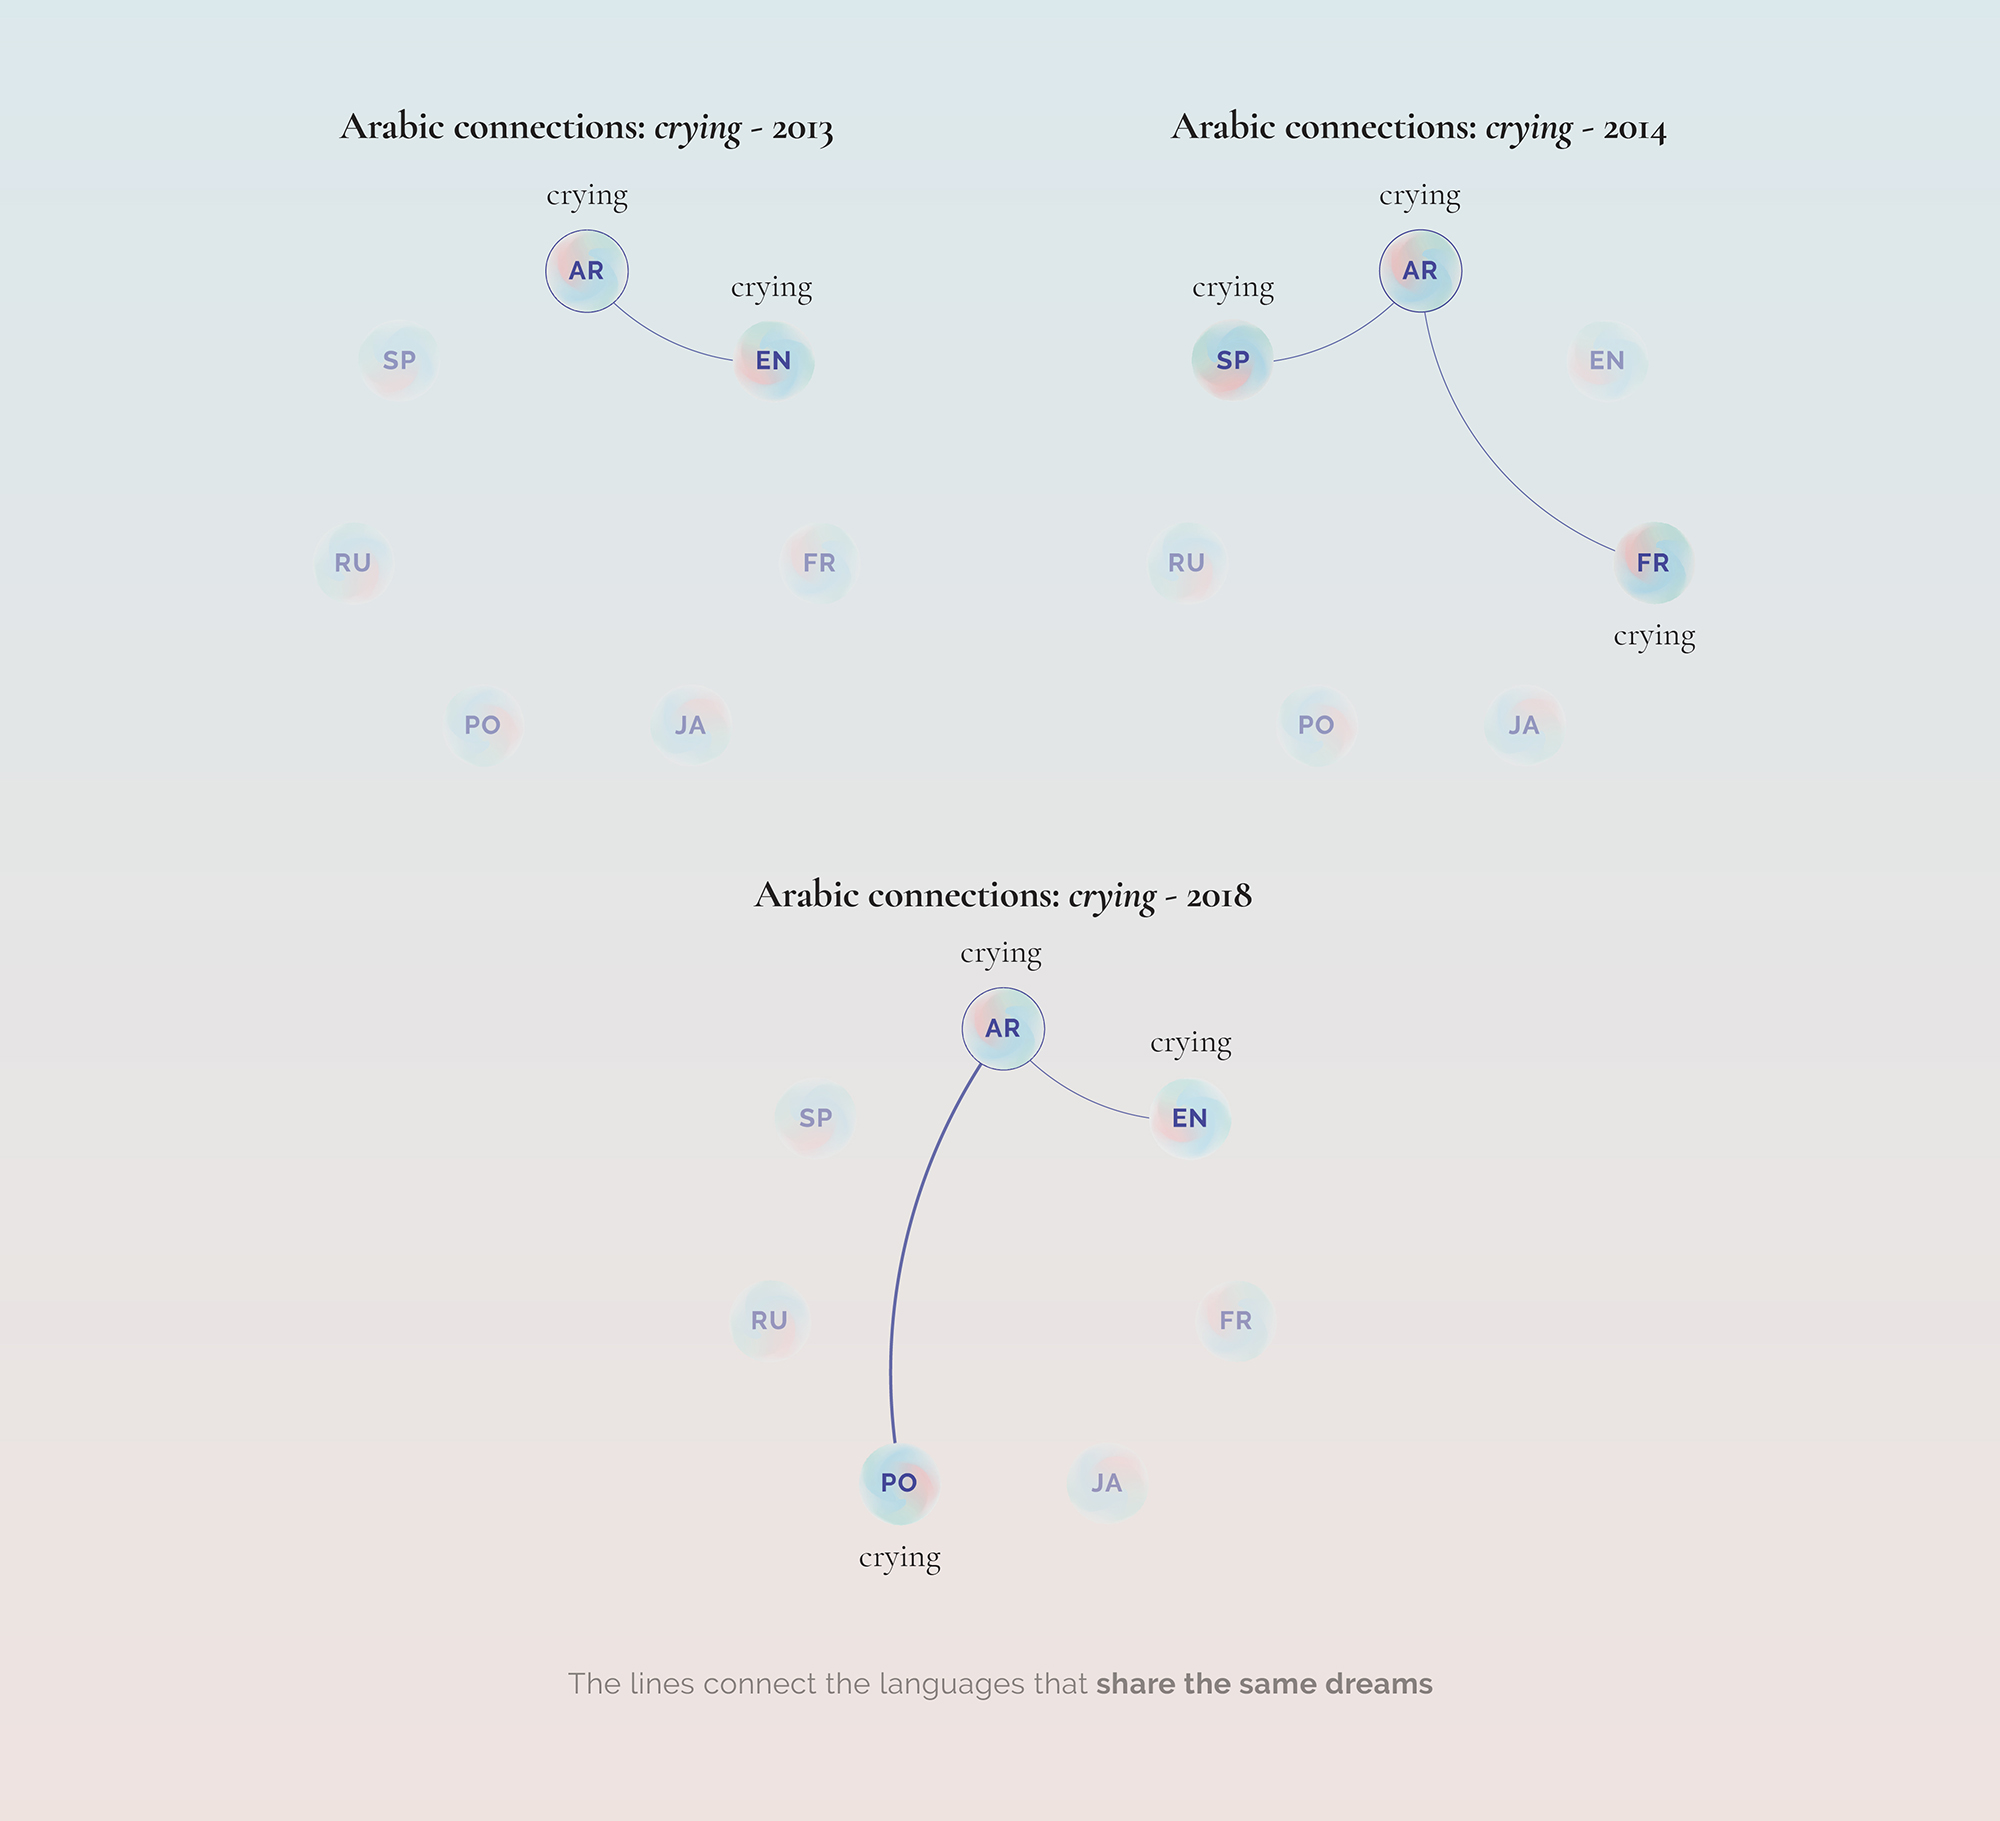 Arabic connections: crying - 2013
crying
AR
crying
EN
SP
RU
FR
PO
JA
Arabic connections: crying - 2014
crying
AR
crying
SP
EN
RU
FR
crying
PO
JA
Arabic connections: crying - 2018
crying
AR
crying
EN
SP
RU
FR
PO
JA
crying
The lines connect the languages that share the same dreams